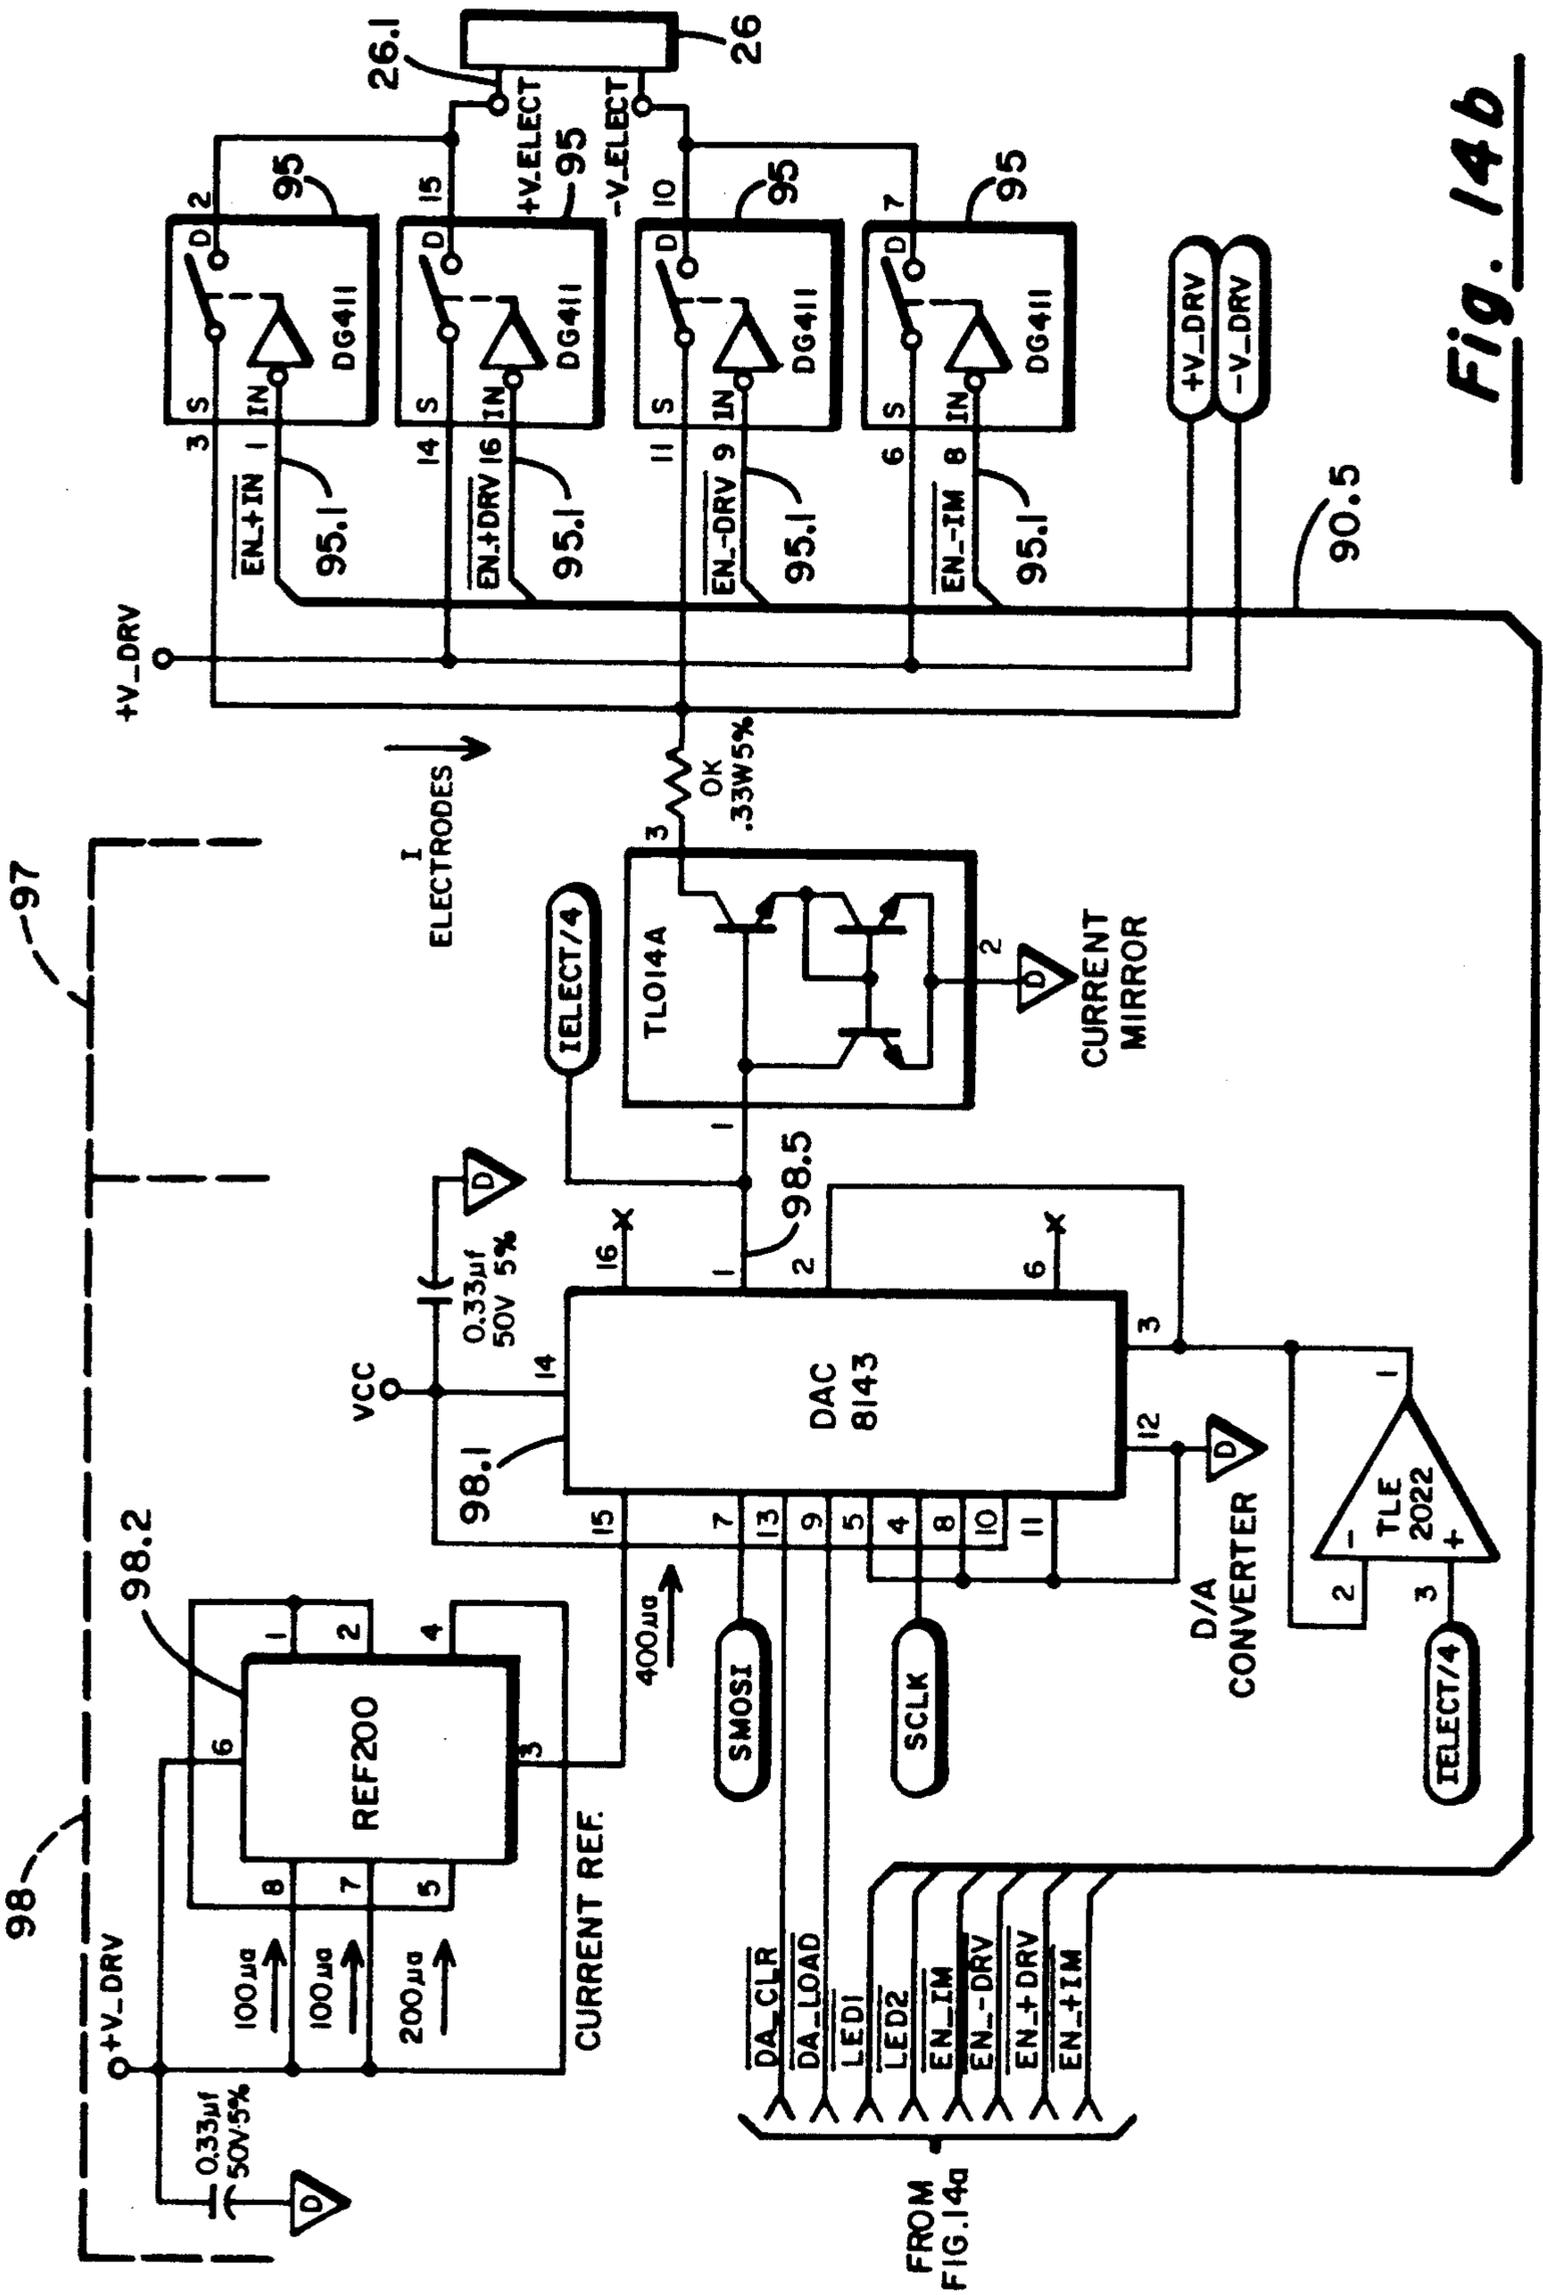 98
97
+V_DRV
0.33µf
50V·5%
D
100µa
100µa
200µa
8
7
5
6
REF200
3
1
2
4
98.2
CURRENT REF.
400µa
VCC
0.33µf
50V 5%
D
98.1
14
15
16
DAC
8143
7
13
9
5
4
8
10
11
12
3
1
2
6
98.5
SMOSI
SCLK
D
D/A
CONVERTER
TLE
2022
-
+
2
3
1
IELECT/4
IELECT/4
1
TL014A
3
2
D
CURRENT
MIRROR
I
ELECTRODES
OK
.33W5%
+V_DRV
EN_+IN
95.1
3
1
S
IN
D
DG411
2
95
EN_+DRV
95.1
14
16
S
IN
D
DG411
15
95
EN_-DRV
95.1
11
9
S
IN
D
DG411
10
95
EN_-IM
95.1
6
8
S
IN
D
DG411
7
95
26.1
+V_ELECT
-V_ELECT
26
+V_DRV
-V_DRV
90.5
FROM
FIG.14a
DA_CLR
DA_LOAD
LED1
LED2
EN_IM
EN_-DRV
EN_+DRV
EN_+IM
Fig. 14b